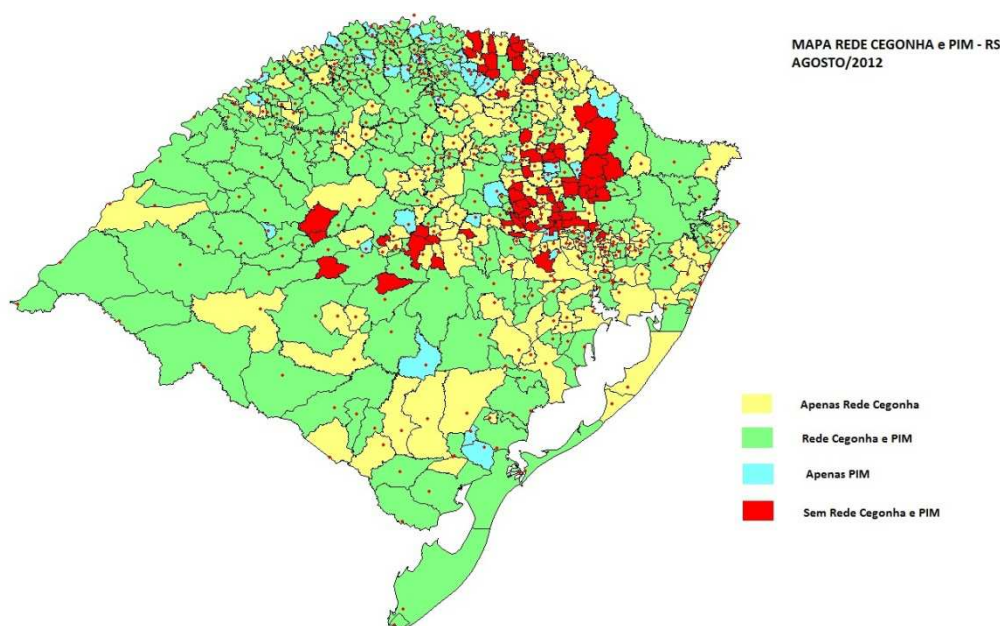 MAPA REDE CEGONHA e PIM - RS
AGOSTO/2012
Apenas Rede Cegonha
Rede Cegonha e PIM
Apenas PIM
Sem Rede Cegonha e PIM